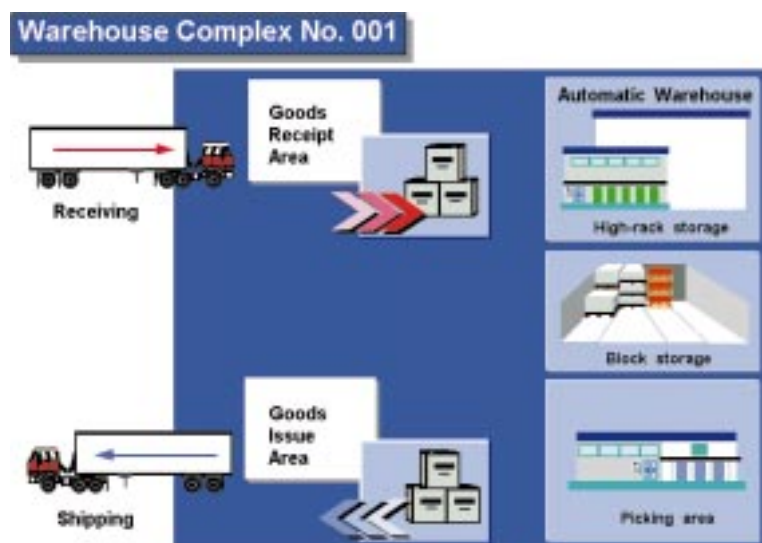 Warehouse Complex No. 001
Goods
Receipt
Area
Receiving
Automatic Warehouse
High-rack storage
Block storage
Goods
Issue
Area
Shipping
Picking area